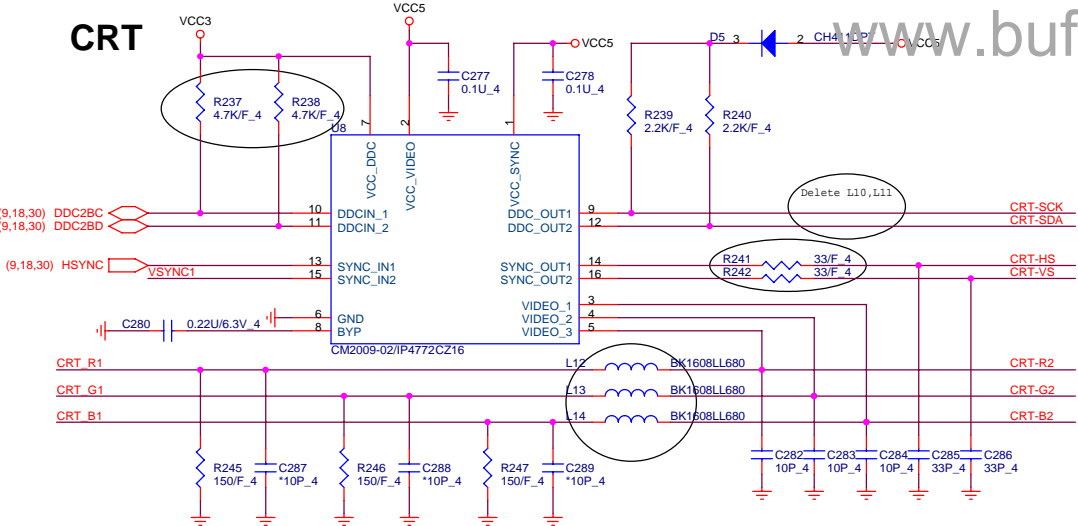 CRT
VCC3
VCC5
VCC5
www.buf
D5 3
2
C277
0.1U_4
C278
0.1U_4
R237
4.7K/F_4
R238
4.7K/F_4
R239
2.2K/F_4
R240
2.2K/F_4
U8
7
2
1
VCC_DDC
VCC_VIDEO
VCC_SYNC
Delete L10,L11
(9,18,30) DDC2BC
10
DDCIN_1
DDC_OUT1
9
CRT-SCK
(9,18,30) DDC2BD
11
DDCIN_2
DDC_OUT2
12
CRT-SDA
(9,18,30) HSYNC
13
SYNC_IN1
SYNC_OUT1
14
R241
33/F_4
CRT-HS
VSYNC1
15
SYNC_IN2
SYNC_OUT2
16
R242
33/F_4
CRT-VS
VIDEO_1
3
6
GND
VIDEO_2
4
C280
0.22U/6.3V_4
8
BYP
VIDEO_3
5
CM2009-02/IP4772CZ16
CRT_R1
L12
BK1608LL680
CRT-R2
CRT_G1
L13
BK1608LL680
CRT-G2
CRT_B1
L14
BK1608LL680
CRT-B2
R245
150/F_4
C287
*10P_4
R246
150/F_4
C288
*10P_4
R247
150/F_4
C289
*10P_4
C282
10P_4
C283
10P_4
C284
10P_4
C285
33P_4
C286
33P_4